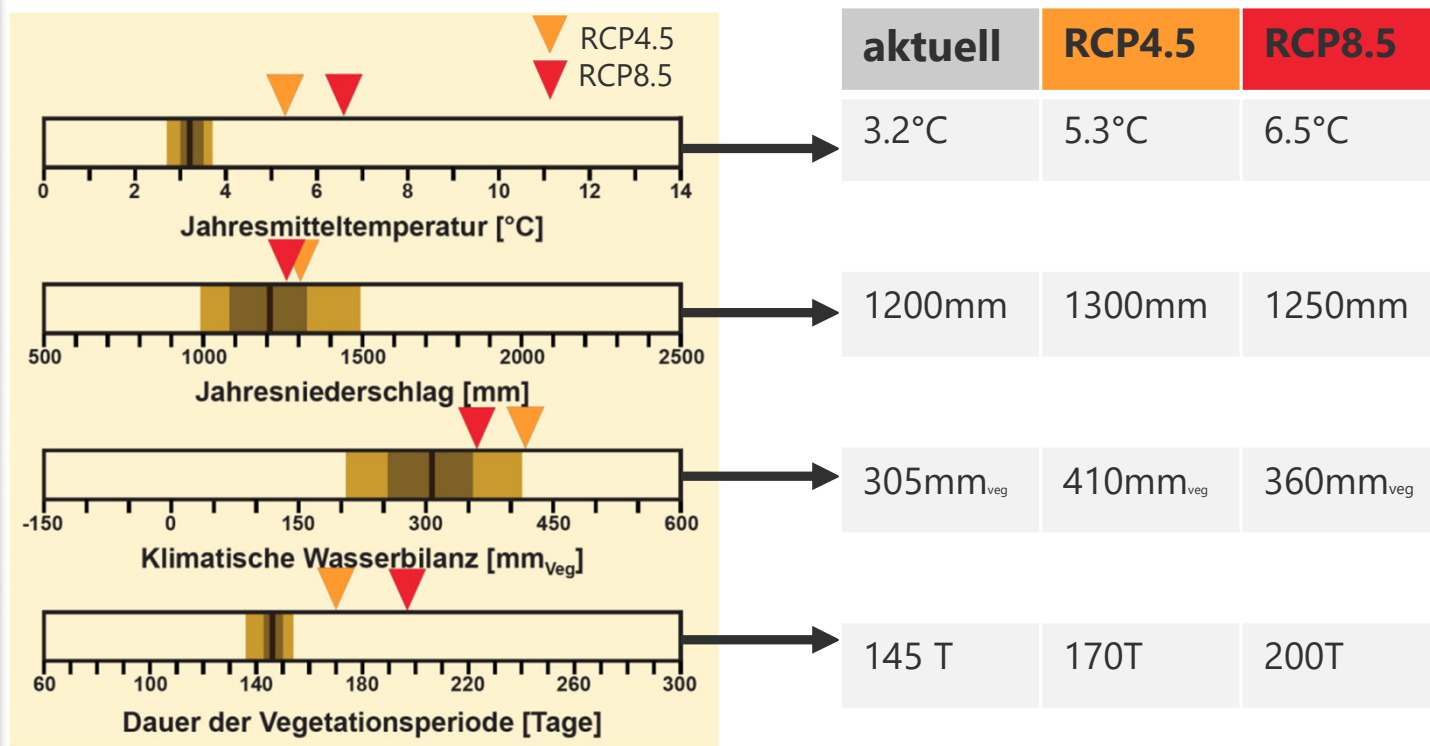 RCP4.5
RCP8.5
0 2 4 6 8 10 12 14
Jahresmitteltemperatur [°C]
500 1000 1500 2000 2500
Jahresniederschlag [mm]
-150 0 150 300 450 600
Klimatische Wasserbilanz [mmVeg]
60 100 140 180 220 260 300
Dauer der Vegetationsperiode [Tage]
aktuell RCP4.5 RCP8.5
3.2°C 5.3°C 6.5°C
1200mm 1300mm 1250mm
305mmveg 410mmveg 360mmveg
145 T 170T 200T